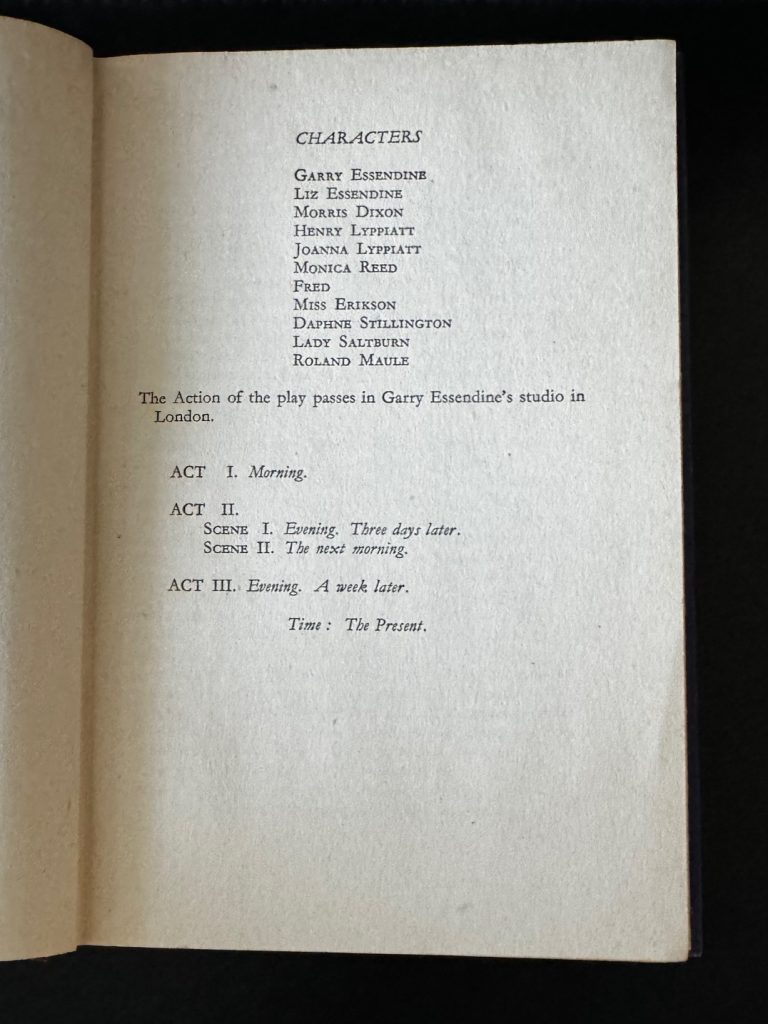 CHARACTERS
GARRY ESSENDINE
LIZ ESSENDINE
MORRIS DIXON
HENRY LYPPIATT
JOANNA LYPPIATT
MONICA REED
FRED
MISS ERIKSON
DAPHNE STILLINGTON
LADY SALTBURN
ROLAND MAULE
The Action of the play passes in Garry Essendine's studio in
London.
ACT I. Morning.
ACT II.
SCENE I. Evening. Three days later.
SCENE II. The next morning.
ACT III. Evening. A week later.
Time : The Present.